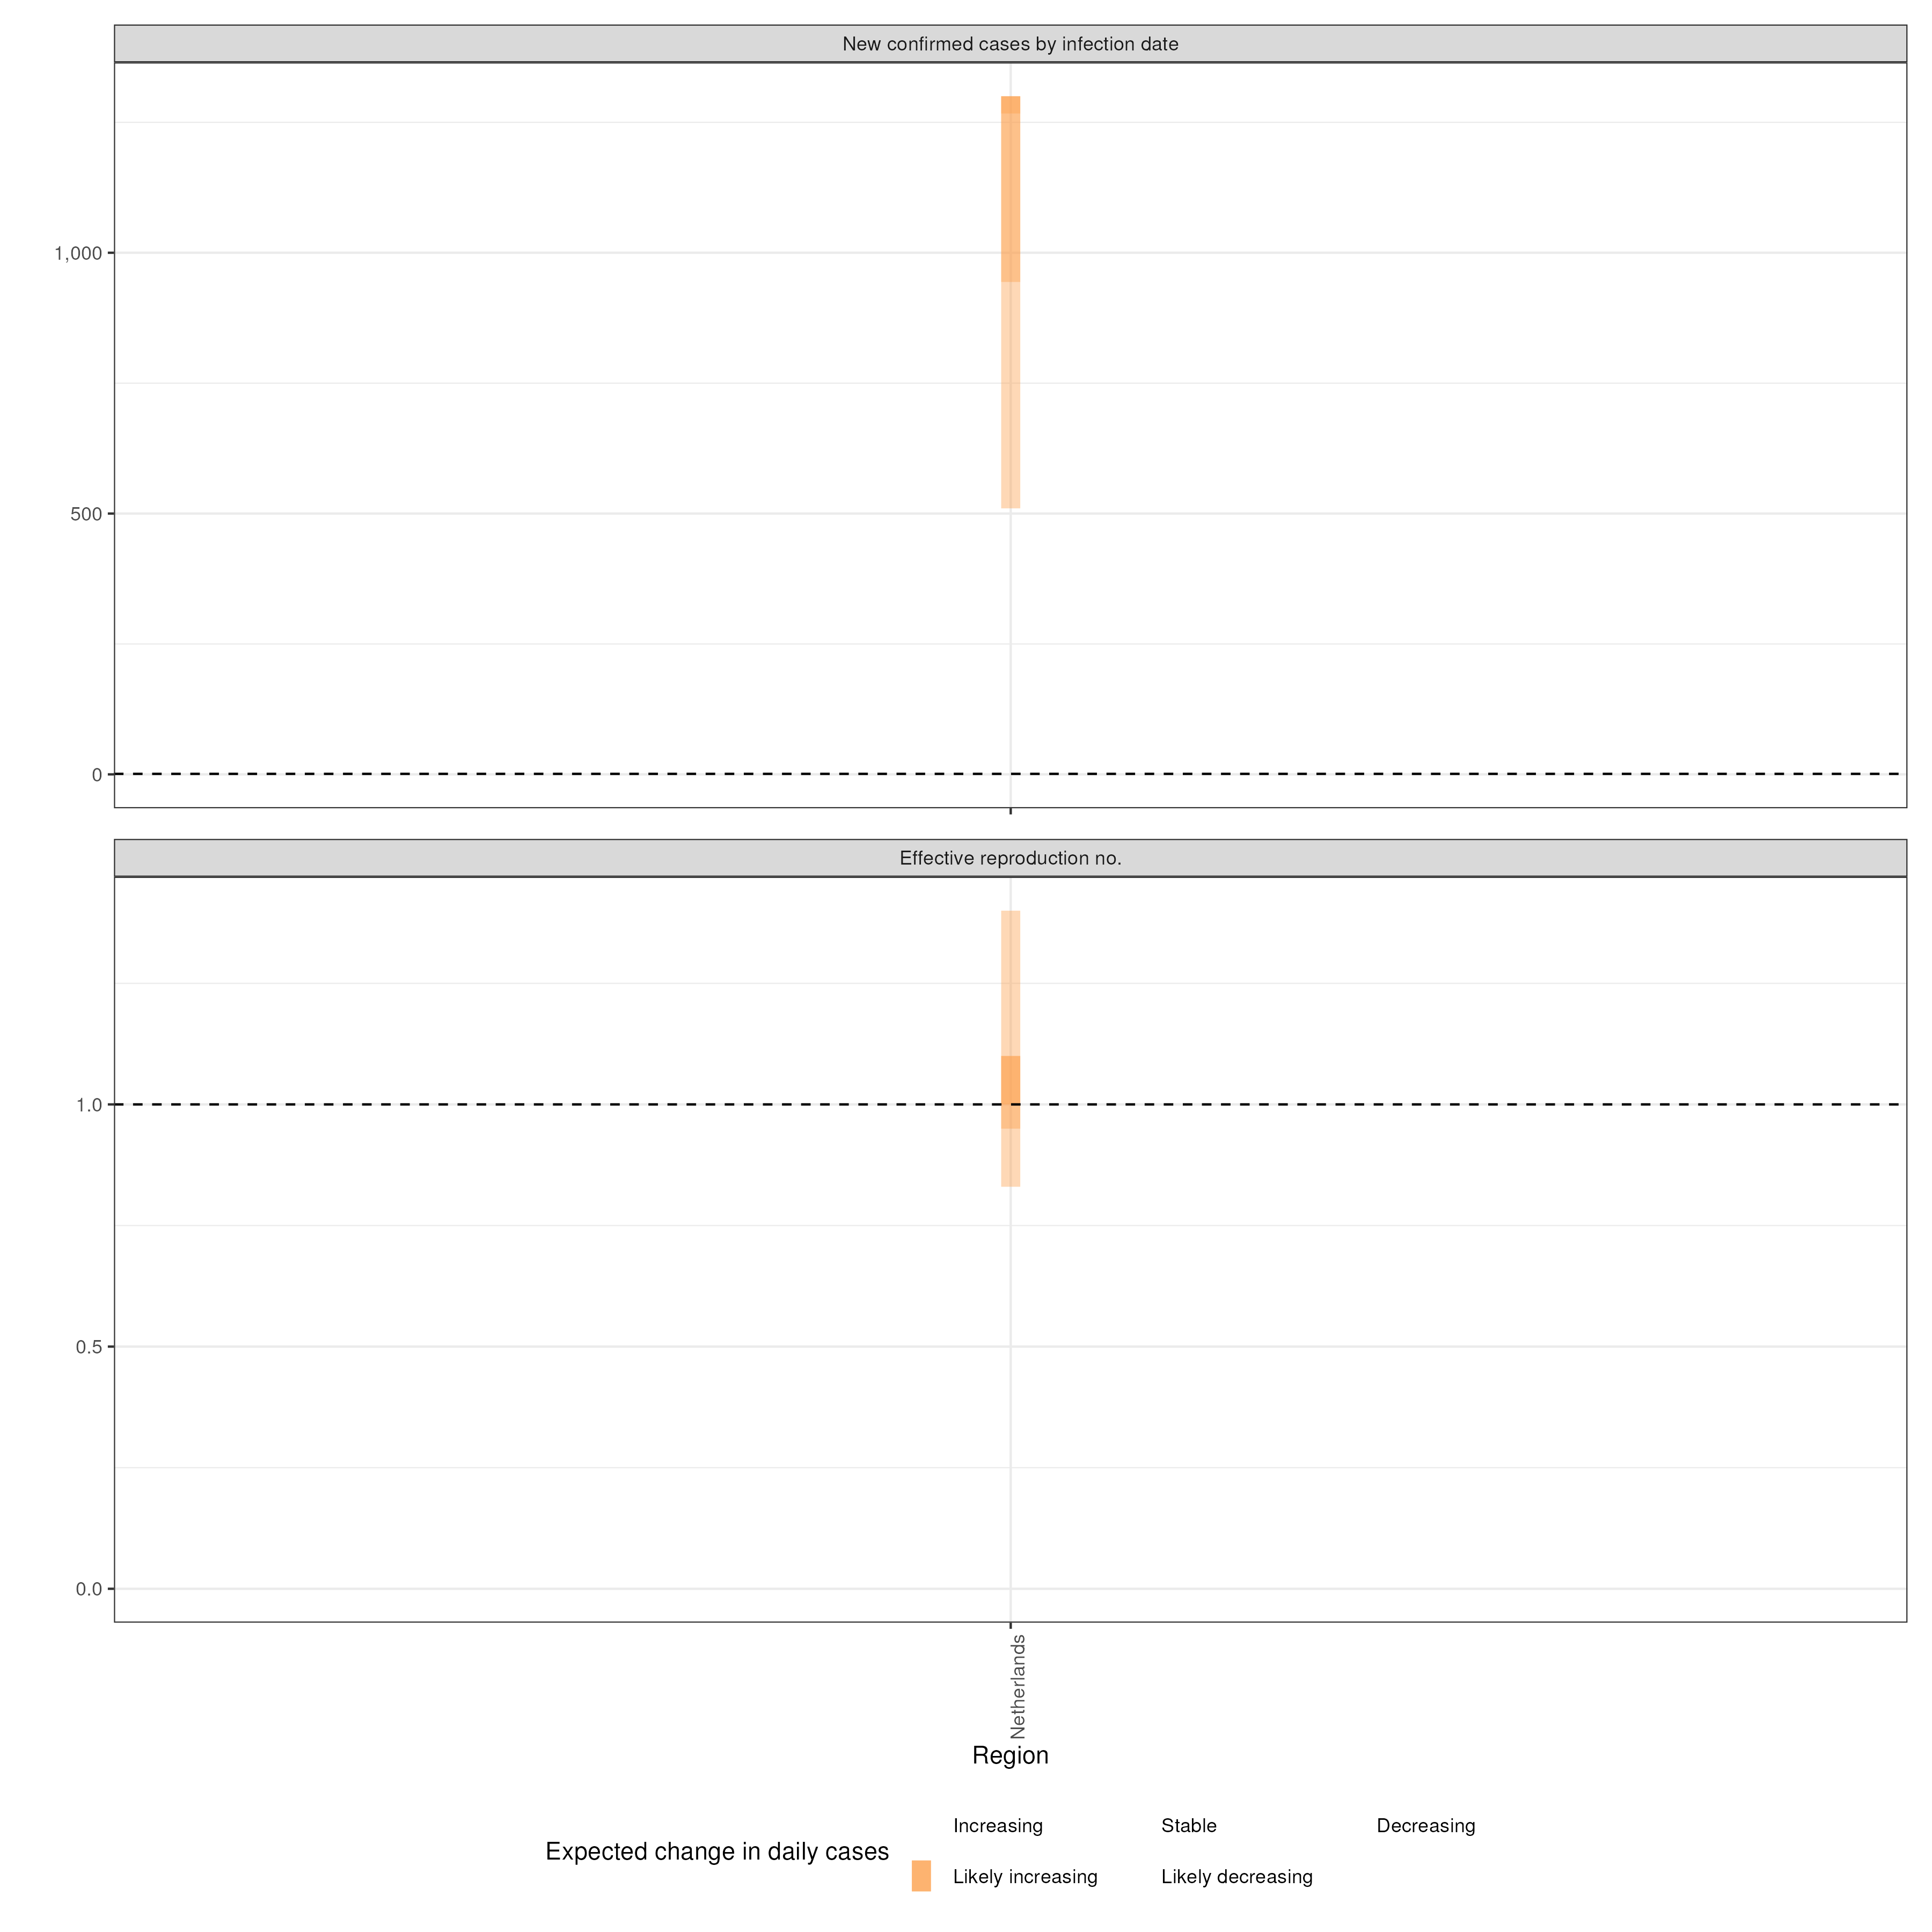 New confirmed cases by infection date
1,000
500
0
Effective reproduction no.
1.0
0.5
0.0
Netherlands
Region
Expected change in daily cases
Increasing Stable Decreasing
Likely increasing Likely decreasing